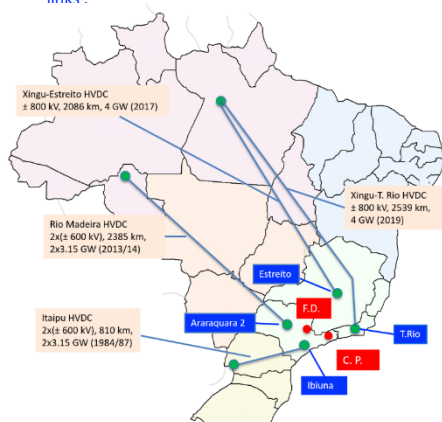 links .
Xingu-Estreito HVDC
± 800 kV, 2086 km, 4 GW (2017)
Xingu-T. Rio HVDC
± 800 kV, 2539 km,
4 GW (2019)
Rio Madeira HVDC
2x(± 600 kV), 2385 km,
2x3.15 GW (2013/14)
Estreito
F.D.
Araraquara 2
T.Rio
Itaipu HVDC
2x(± 600 kV), 810 km,
2x3.15 GW (1984/87)
C. P.
Ibiuna